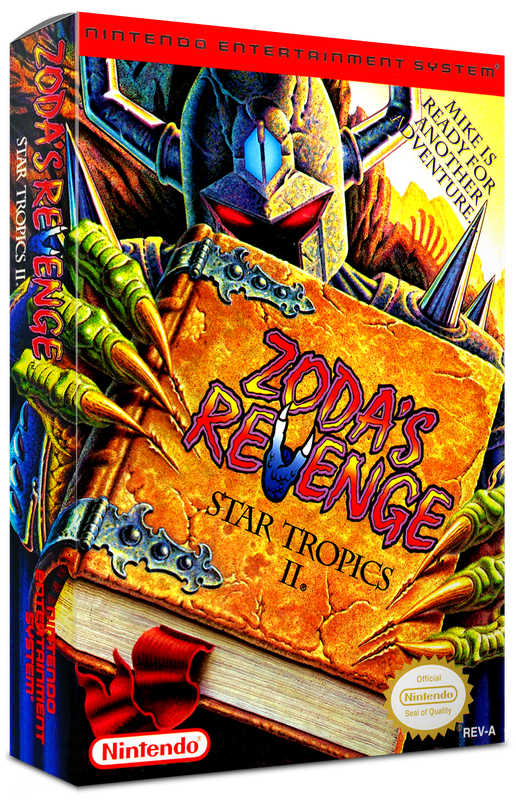 NINTENDO ENTERTAINMENT SYSTEM®
MIKE IS
READY FOR
ANOTHER
ADVENTURE
ZODA'S
REVENGE
STAR TROPICS
II.®
Official
Nintendo®
Seal of Quality
®REV-A
Nintendo®
ZODA'S REVENGE
STAR TROPICS II.
NINTENDO
ENTERTAINMENT
SYSTEM